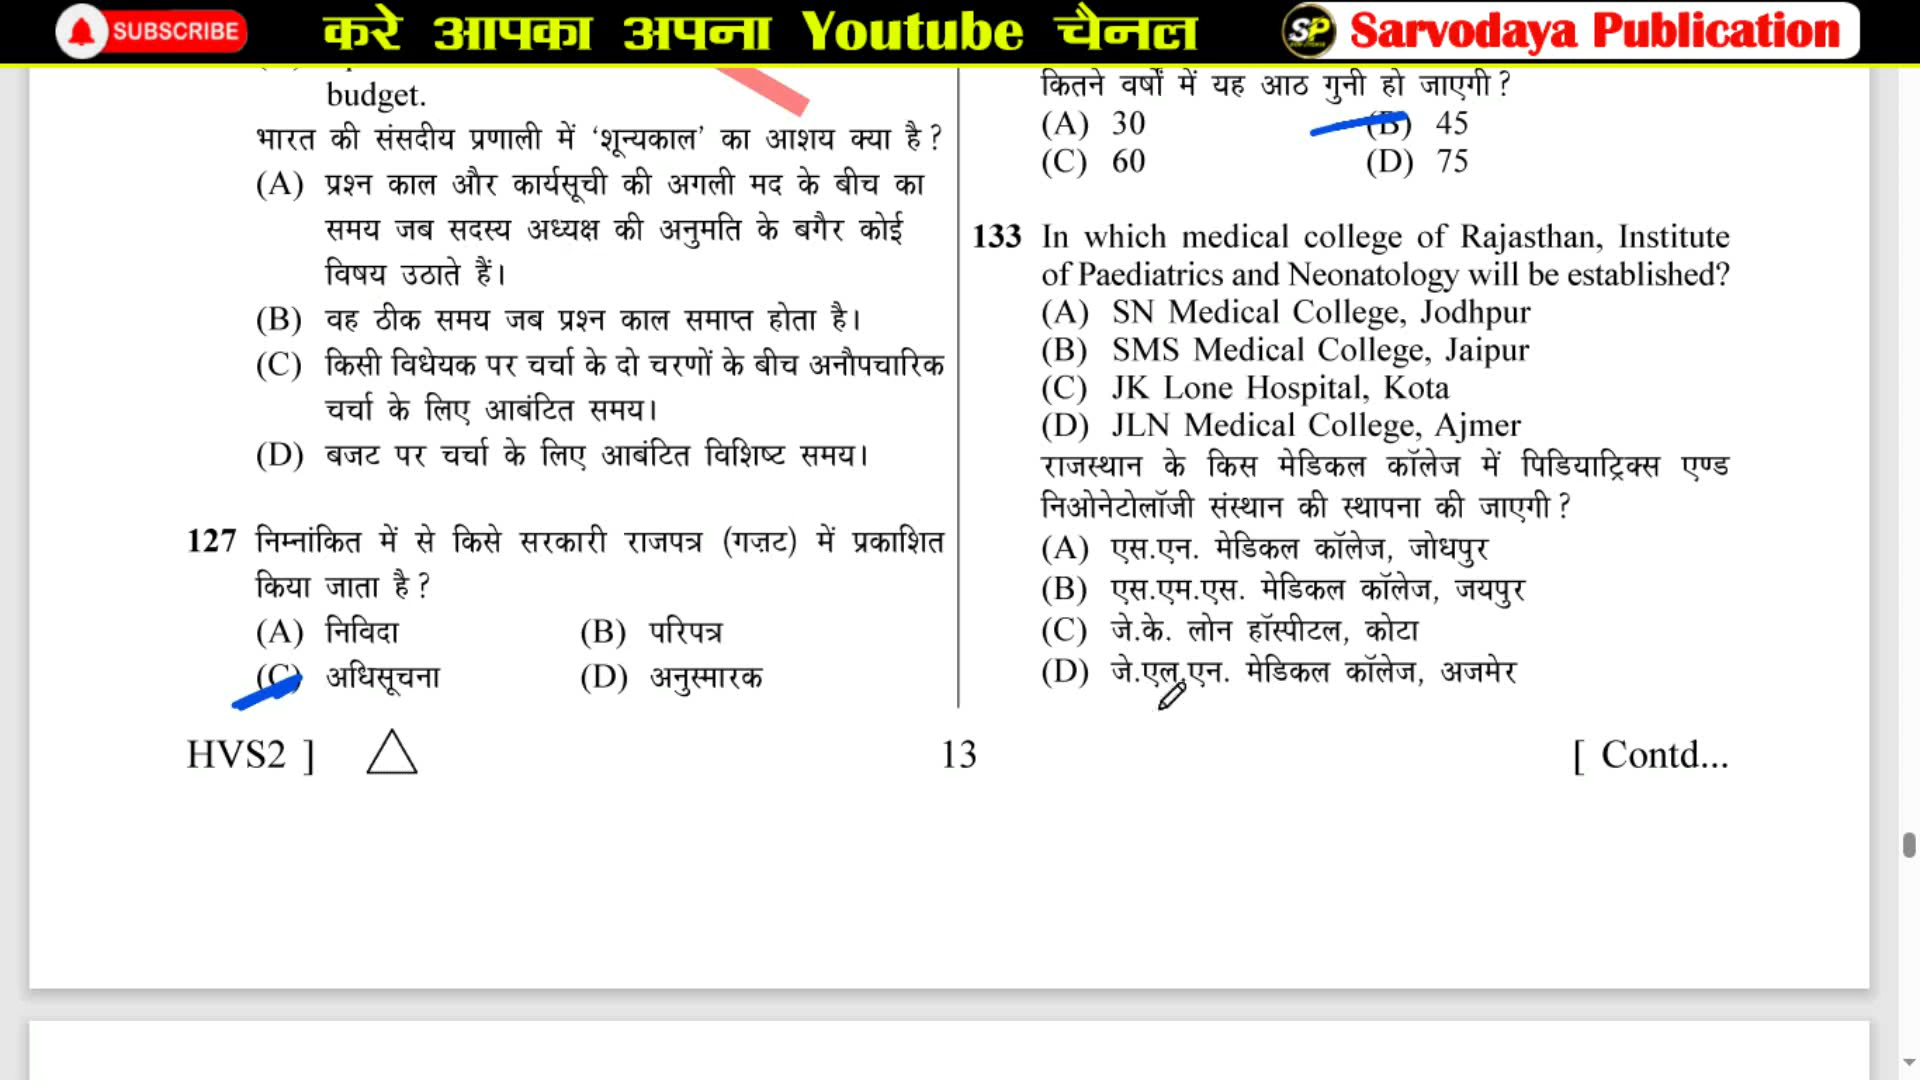 SUBSCRIBE करे आपका अपना Youtube चैनल SP Sarvodaya Publication
budget.
भारत की संसदीय प्रणाली में ‘शून्यकाल’ का आशय क्या है ?
(A) प्रश्न काल और कार्यसूची की अगली मद के बीच का
समय जब सदस्य अध्यक्ष की अनुमति के बगैर कोई
विषय उठाते हैं।
(B) वह ठीक समय जब प्रश्न काल समाप्त होता है।
(C) किसी विधेयक पर चर्चा के दो चरणों के बीच अनौपचारिक
चर्चा के लिए आबंटित समय।
(D) बजट पर चर्चा के लिए आबंटित विशिष्ट समय।
127 निम्नांकित में से किसे सरकारी राजपत्र (गज़ट) में प्रकाशित
किया जाता है ?
(A) निविदा (B) परिपत्र
(C) अधिसूचना (D) अनुस्मारक
कितने वर्षों में यह आठ गुनी हो जाएगी ?
(A) 30 (B) 45
(C) 60 (D) 75
133 In which medical college of Rajasthan, Institute
of Paediatrics and Neonatology will be established?
(A) SN Medical College, Jodhpur
(B) SMS Medical College, Jaipur
(C) JK Lone Hospital, Kota
(D) JLN Medical College, Ajmer
राजस्थान के किस मेडिकल कॉलेज में पिडियाट्रिक्स एण्ड
निओनेटोलॉजी संस्थान की स्थापना की जाएगी ?
(A) एस.एन. मेडिकल कॉलेज, जोधपुर
(B) एस.एम.एस. मेडिकल कॉलेज, जयपुर
(C) जे.के. लोन हॉस्पीटल, कोटा
(D) जे.एल.एन. मेडिकल कॉलेज, अजमेर
HVS2 ] 13 [ Contd...